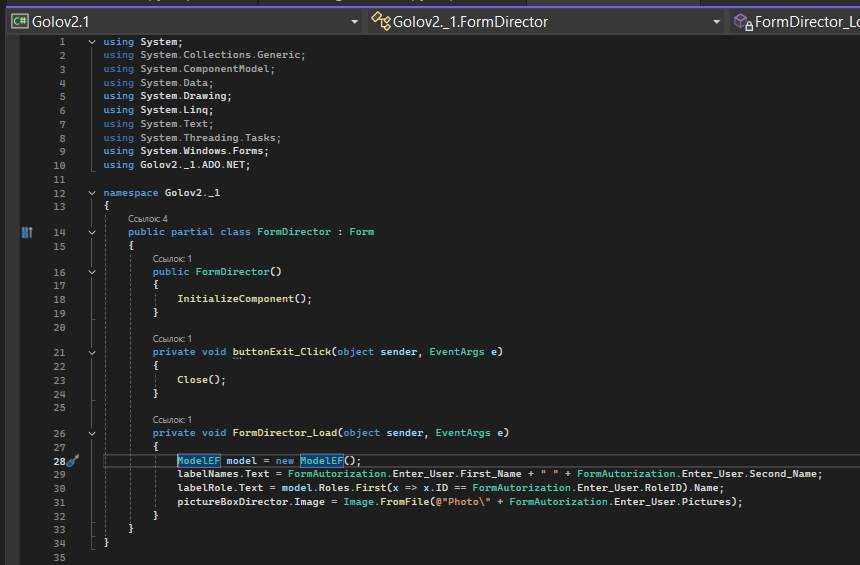 Golov2.1 Golov2._1.FormDirector FormDirector_Lo
1 using System;
2 using System.Collections.Generic;
3 using System.ComponentModel;
4 using System.Data;
5 using System.Drawing;
6 using System.Linq;
7 using System.Text;
8 using System.Threading.Tasks;
9 using System.Windows.Forms;
10 using Golov2._1.ADO.NET;
11
12 namespace Golov2._1
13 {
Ссылок: 4
14 public partial class FormDirector : Form
15 {
Ссылок: 1
16 public FormDirector()
17 {
18 InitializeComponent();
19 }
20
Ссылок: 1
21 private void buttonExit_Click(object sender, EventArgs e)
22 {
23 Close();
24 }
25
Ссылок: 1
26 private void FormDirector_Load(object sender, EventArgs e)
27 {
28 ModelEF model = new ModelEF();
29 labelNames.Text = FormAutorization.Enter_User.First_Name + " " + FormAutorization.Enter_User.Second_Name;
30 labelRole.Text = model.Roles.First(x => x.ID == FormAutorization.Enter_User.RoleID).Name;
31 pictureBoxDirector.Image = Image.FromFile(@"Photo\" + FormAutorization.Enter_User.Pictures);
32 }
33 }
34 }
35